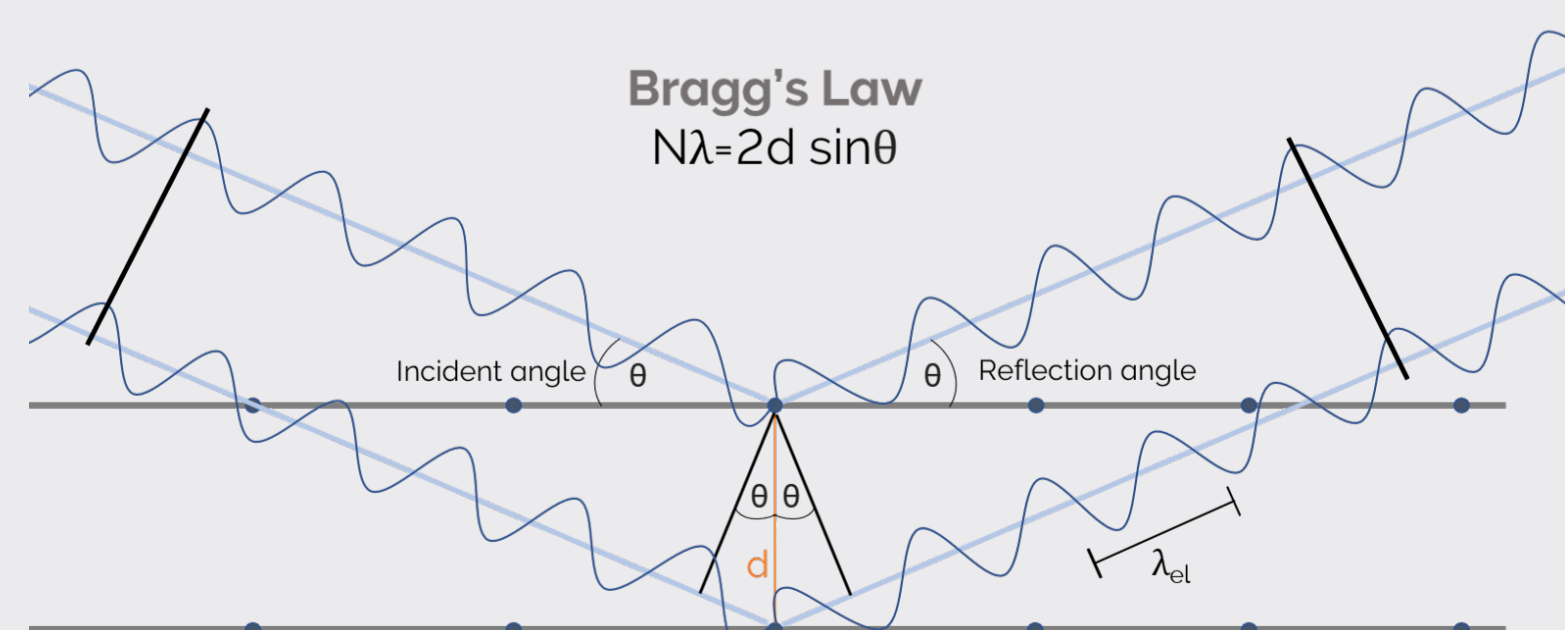 Bragg's Law
Nλ=2d sinθ
Incident angle
θ
θ
Reflection angle
θ
θ
d
λel